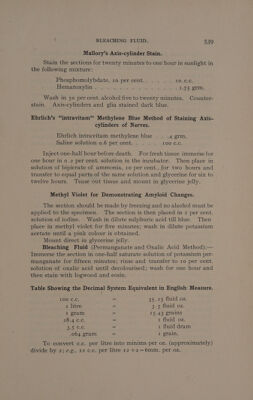 BLEACHING FLUID. 539
Mallory's Axis-cylinder Stain.
Stain the sections for twenty minutes to one hour in sunlight in
the following mixture:
Phosphomolybdate, 10 per cent. . . . . . . 10 c.c.
Hematoxylin . . . . . . . 1.75 grm.
Wash in 50 per cent. alcohol five to twenty minutes. Counter-
stain. Axis-cylinders and glia stained dark blue.
Ehrlich's "intravitam" Methylene Blue Method of Staining Axis-
cylinders of Nerves.
Ehrlich intravitam methylene blue . .4 grm.
Saline solution 0.6 per cent. . . . 100 c.c.
Inject one-half hour before death. For fresh tissue immerse for
one hour in a 2 per cent. solution in the incubator. Then place in
solution of bipicrate of ammonia, 10 per cent., for two hours and
transfer to equal parts of the same solution and glycerine for six to
twelve hours. Tease out tissue and mount in glycerine jelly.
Methyl Violet for Demonstrating Amyloid Changes.
The section should be made by freezing and no alcohol must be
applied to the specimen. The section is then placed in 1 per cent.
solution of iodine. Wash in dilute sulphuric acid till blue. Then
place in methyl violet for five minutes; wash in dilute potassium
acetate until a pink colour is obtained.
Mount direct in glycerine jelly.
Bleaching Fluid (Permanganate and Oxalic Acid Method).—
Immerse the section in one-half saturate solution of potassium per-
manganate for fifteen minutes; rinse and transfer to 10 per cent.
solution of oxalic acid until decolourised; wash for one hour and
then stain with logwood and eosin.
Table Showing the Decimal System Equivalent in English Measure.
100 c.c. = 35.15 fluid oz.
1 litre = 3.5 fluid oz.
1 gram = 15.43 grains
28.4 c.c. = 1 fluid oz.
3.5 c.c. = 1 fluid dram
.064 gram = 1 grain.
To convert c.c. per litre into minims per oz. (approximately)
divide by 2; e.g., 12 c.c. per litre 12÷2=6min. per oz.